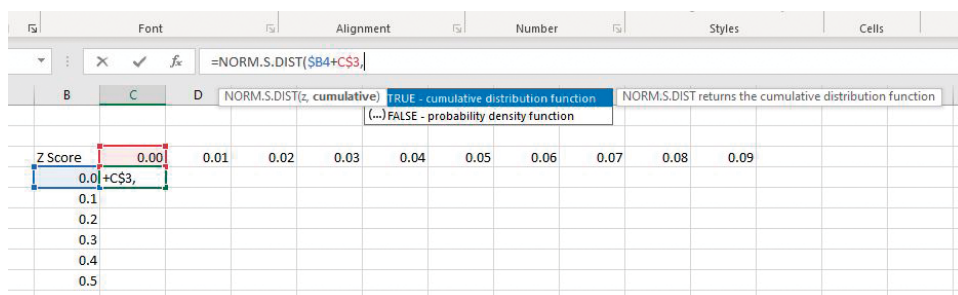 Font Alignment Number Styles Cells
fx =NORM.S.DIST($B4+C$3,
B C D NORM.S.DIST(z, cumulative) TRUE - cumulative distribution function NORM.S.DIST returns the cumulative distribution function
(...) FALSE - probability density function
Z Score 0.00 0.01 0.02 0.03 0.04 0.05 0.06 0.07 0.08 0.09
0.0 +C$3,
0.1
0.2
0.3
0.4
0.5